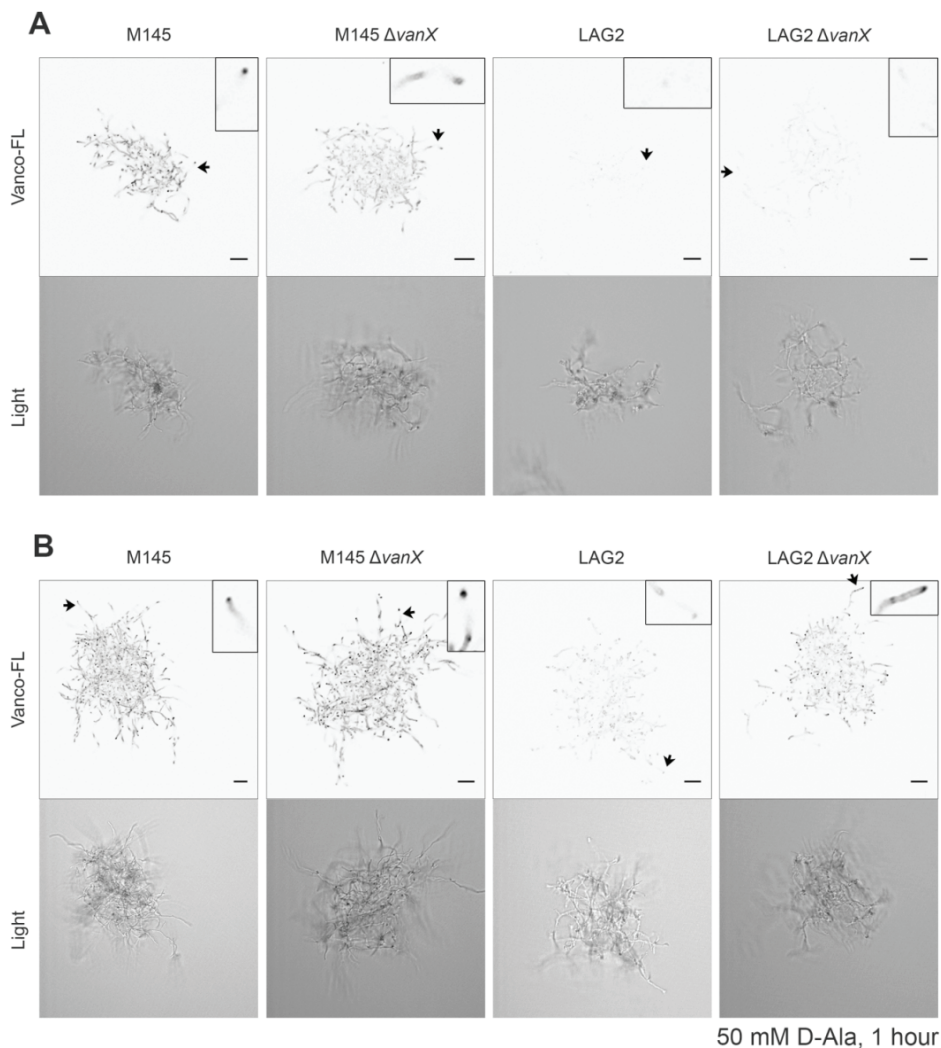 A
M145
M145 ΔvanX
LAG2
LAG2 ΔvanX
Vanco-FL
Light
B
M145
M145 ΔvanX
LAG2
LAG2 ΔvanX
Vanco-FL
Light
50 mM D-Ala, 1 hour